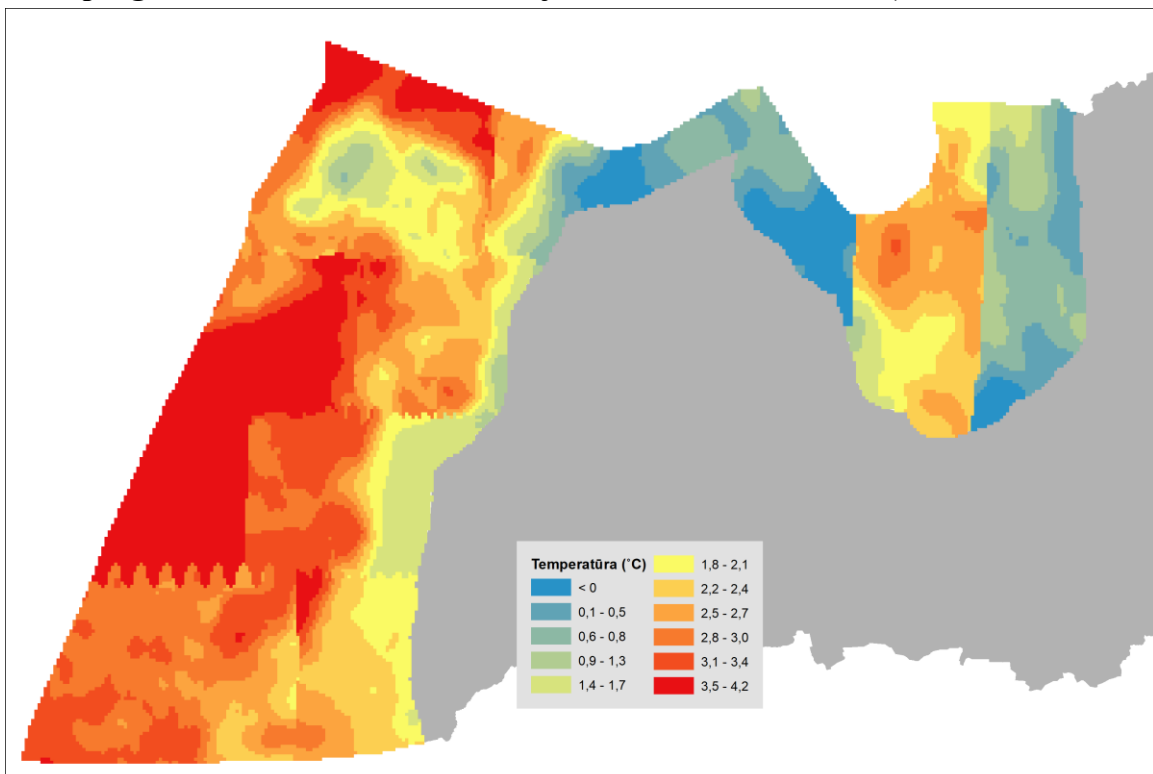 Temperatūra (˚C)
< 0
0,1 - 0,5
0,6 - 0,8
0,9 - 1,3
1,4 - 1,7
1,8 - 2,1
2,2 - 2,4
2,5 - 2,7
2,8 - 3,0
3,1 - 3,4
3,5 - 4,2